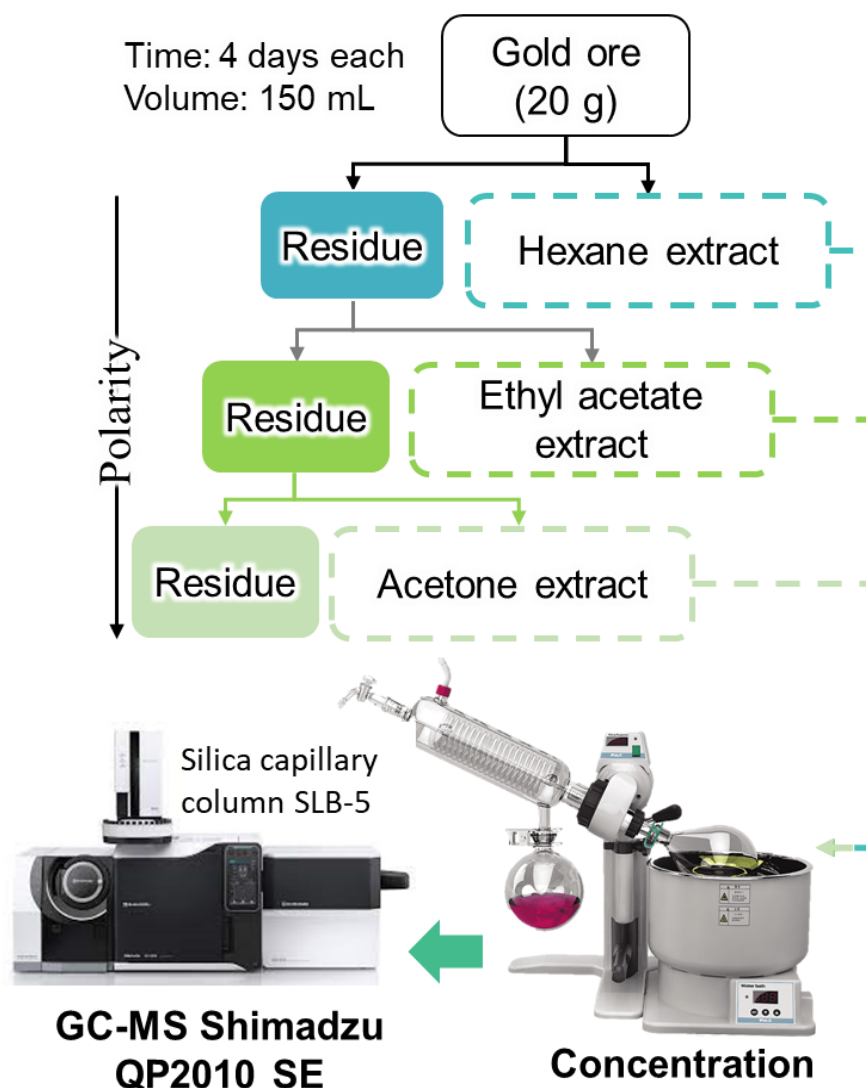 Time: 4 days each
Volume: 150 mL
Gold ore
(20 g)
Polarity
Residue
Hexane extract
Residue
Ethyl acetate
extract
Residue
Acetone extract
Silica capillary
column SLB-5
GC-MS Shimadzu
QP2010 SE
Concentration